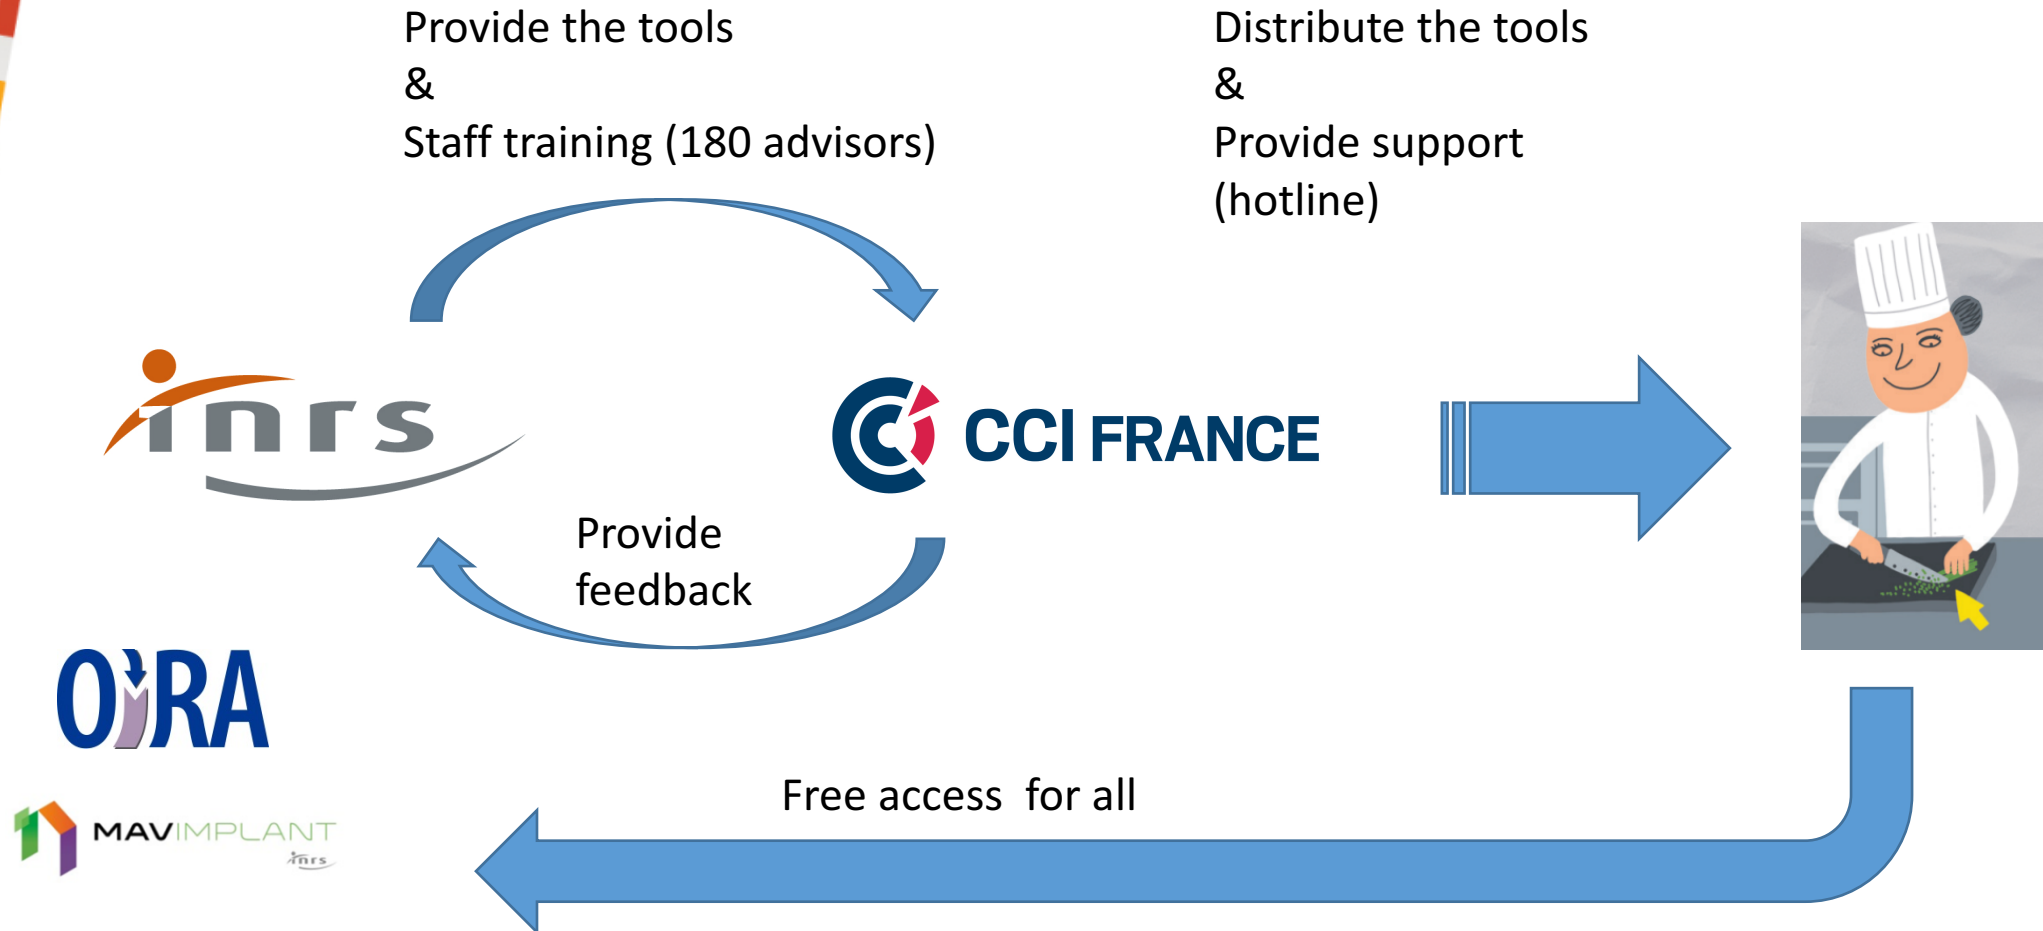 Provide the tools
&
Staff training (180 advisors)
Distribute the tools
&
Provide support
(hotline)
inrs
CCI FRANCE
Provide
feedback
OiRA
MAVIMPLANT
inrs
Free access  for all